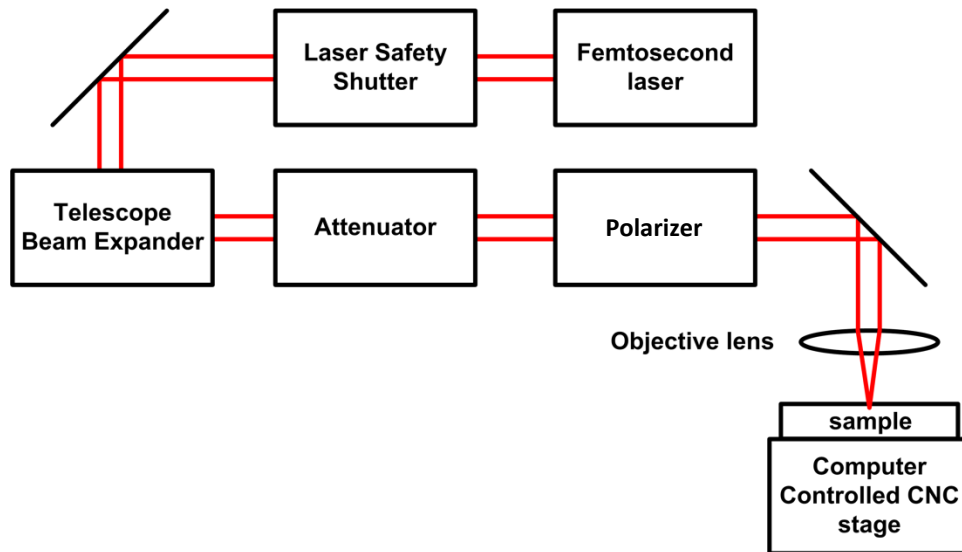 Laser Safety
Shutter
Femtosecond
laser
Telescope
Beam Expander
Attenuator
Polarizer
Objective lens
sample
Computer
Controlled CNC
stage